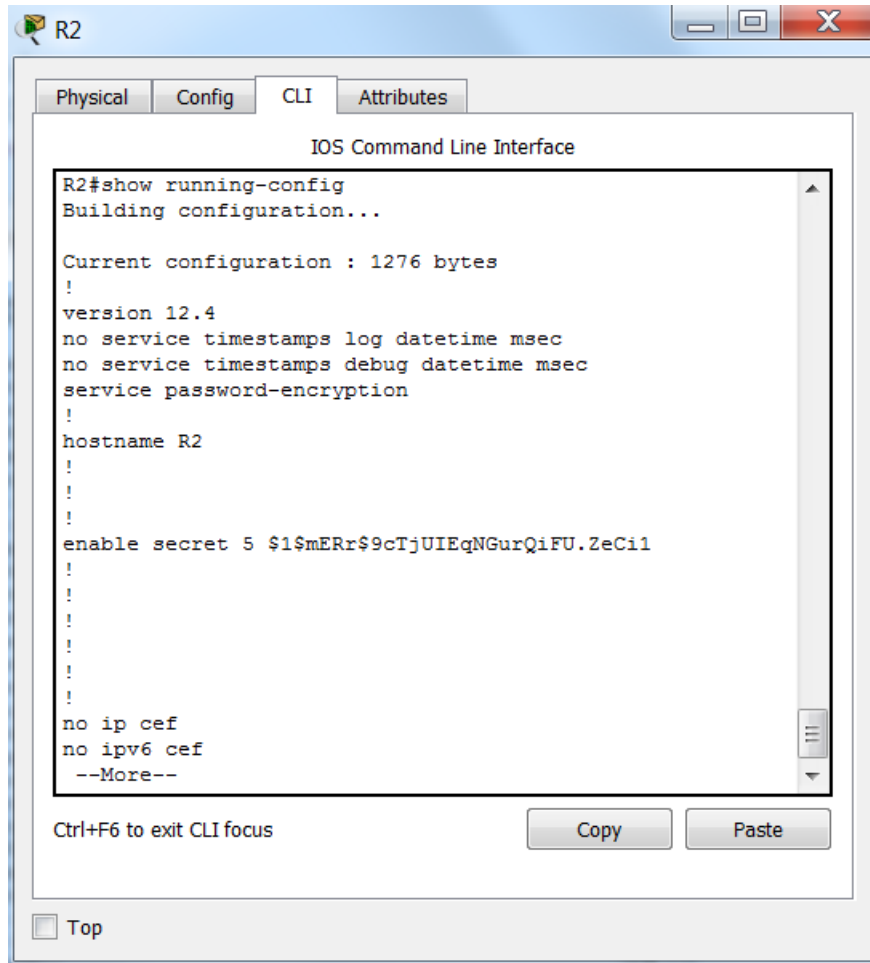 R2
Physical Config CLI Attributes
IOS Command Line Interface
R2#show running-config
Building configuration...
Current configuration : 1276 bytes
!
version 12.4
no service timestamps log datetime msec
no service timestamps debug datetime msec
service password-encryption
!
hostname R2
!
!
!
enable secret 5 $1$mERr$9cTjUIEqNGurQiFU.ZeCi1
!
!
!
!
!
!
no ip cef
no ipv6 cef
--More--
Ctrl+F6 to exit CLI focus
Copy Paste
Top